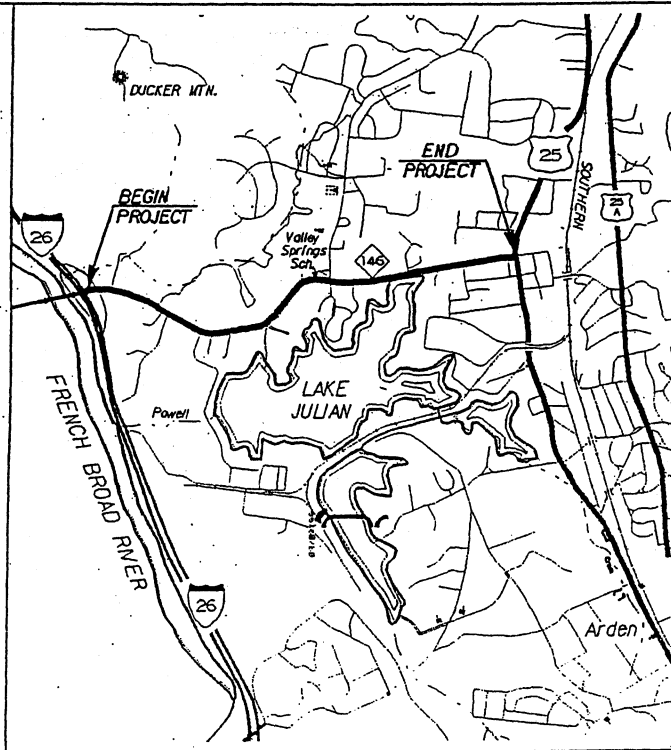 DUCKER MTN.
BEGIN
PROJECT
END
PROJECT
25
SOUTHERN
25
A
26
Valley
Springs
Sch.
146
LAKE
JULIAN
Powell
FRENCH BROAD RIVER
26
Arden